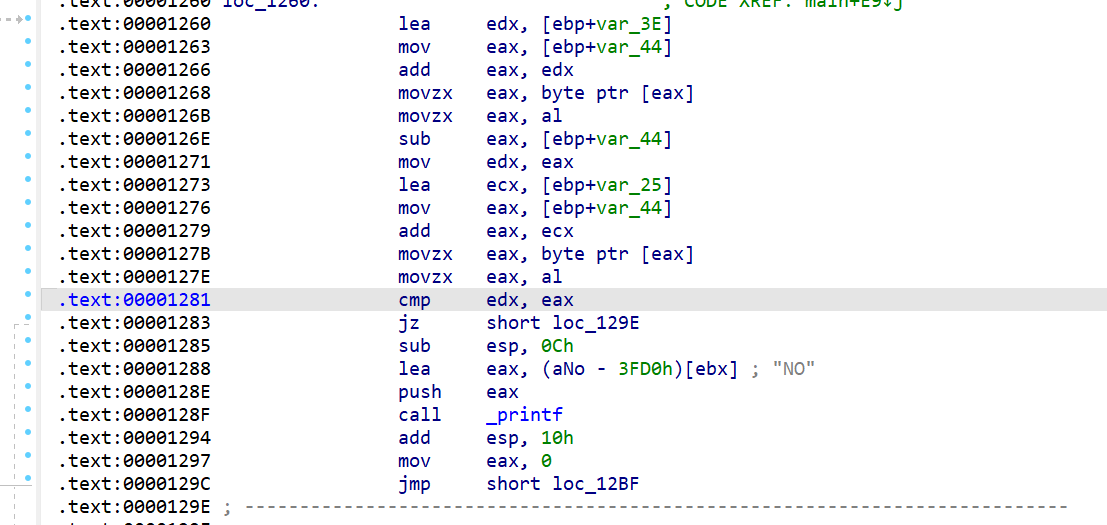 .text:00001260 loc_1260: ; CODE XREF: main+E9↓j
.text:00001260 lea edx, [ebp+var_3E]
.text:00001263 mov eax, [ebp+var_44]
.text:00001266 add eax, edx
.text:00001268 movzx eax, byte ptr [eax]
.text:0000126B movzx eax, al
.text:0000126E sub eax, [ebp+var_44]
.text:00001271 mov edx, eax
.text:00001273 lea ecx, [ebp+var_25]
.text:00001276 mov eax, [ebp+var_44]
.text:00001279 add eax, ecx
.text:0000127B movzx eax, byte ptr [eax]
.text:0000127E movzx eax, al
.text:00001281 cmp edx, eax
.text:00001283 jz short loc_129E
.text:00001285 sub esp, 0Ch
.text:00001288 lea eax, (aNo - 3FD0h)[ebx] ; "NO"
.text:0000128E push eax
.text:0000128F call _printf
.text:00001294 add esp, 10h
.text:00001297 mov eax, 0
.text:0000129C jmp short loc_12BF
.text:0000129E ; ---------------------------------------------------------------------------